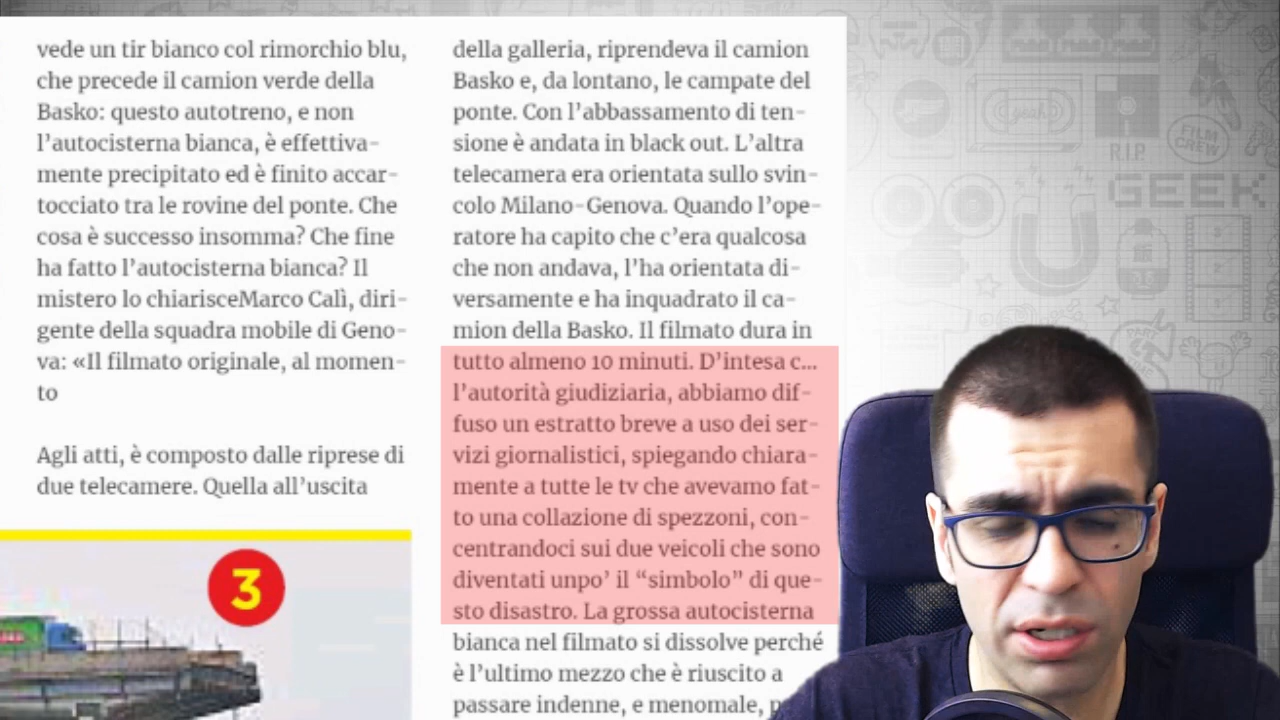 vede un tir bianco col rimorchio blu,
che precede il camion verde della
Basko: questo autotreno, e non
l’autocisterna bianca, è effettiva-
mente precipitato ed è finito accar-
tocciato tra le rovine del ponte. Che
cosa è successo insomma? Che fine
ha fatto l’autocisterna bianca? Il
mistero lo chiarisceMarco Calì, diri-
gente della squadra mobile di Geno-
va: «Il filmato originale, al momen-
to
Agli atti, è composto dalle riprese di
due telecamere. Quella all’uscita
3
della galleria, riprendeva il camion
Basko e, da lontano, le campate del
ponte. Con l’abbassamento di ten-
sione è andata in black out. L’altra
telecamera era orientata sullo svin-
colo Milano-Genova. Quando l’ope-
ratore ha capito che c’era qualcosa
che non andava, l’ha orientata di-
versamente e ha inquadrato il ca-
mion della Basko. Il filmato dura in
tutto almeno 10 minuti. D’intesa c...
l’autorità giudiziaria, abbiamo dif-
fuso un estratto breve a uso dei ser-
vizi giornalistici, spiegando chiara-
mente a tutte le tv che avevamo fat-
to una collazione di spezzoni, con-
centrandoci sui due veicoli che sono
diventati unpo’ il “simbolo” di que-
sto disastro. La grossa autocisterna
bianca nel filmato si dissolve perché
è l’ultimo mezzo che è riuscito a
passare indenne, e menomale,
yeah
R.I.P.
FILM
CREW
GEEK